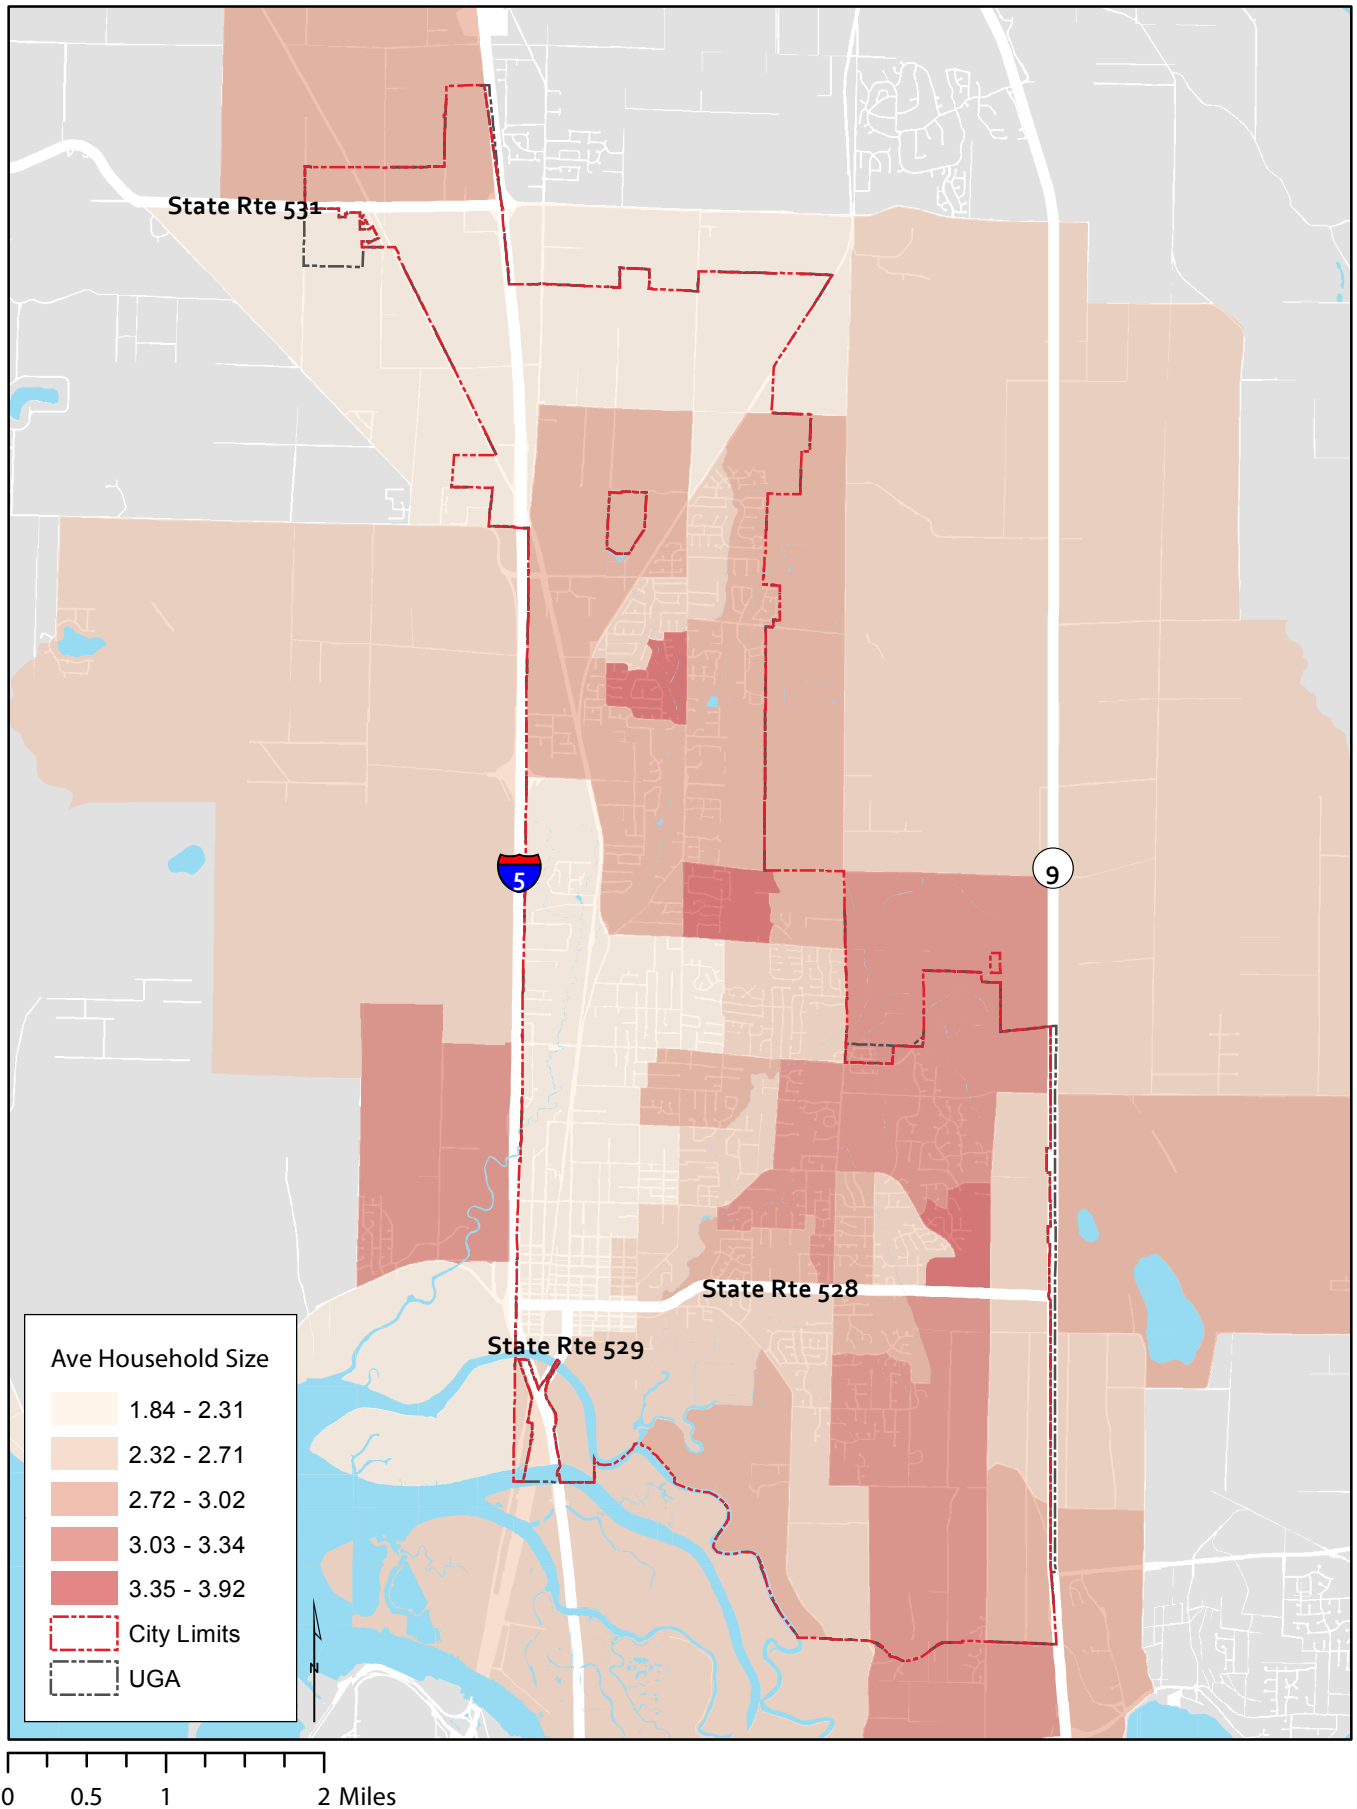 State Rte 531
5
9
State Rte 528
State Rte 529
Ave Household Size
1.84 - 2.31
2.32 - 2.71
2.72 - 3.02
3.03 - 3.34
3.35 - 3.92
City Limits
UGA
N
0 0.5 1 2 Miles